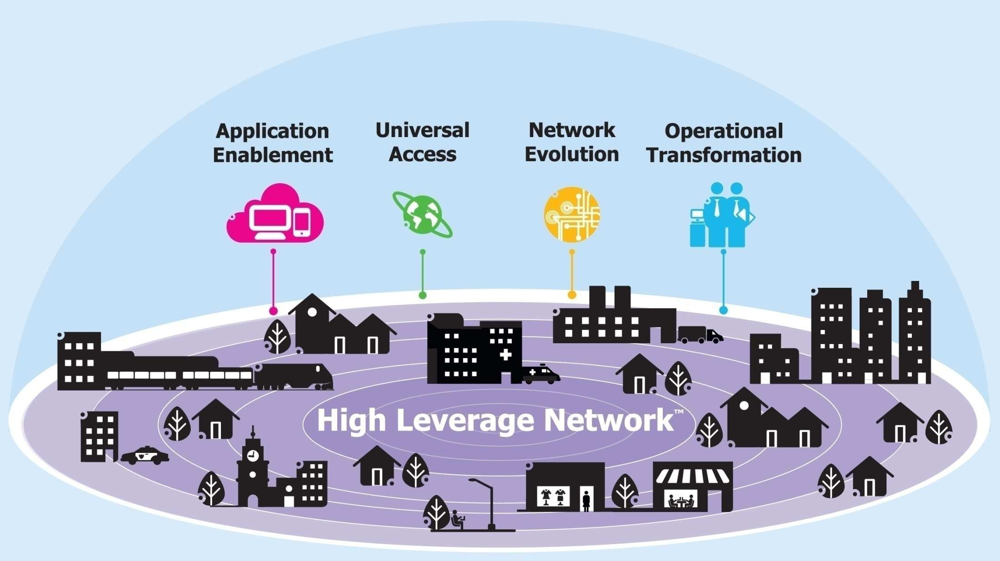 Application
Enablement
Universal
Access
Network
Evolution
Operational
Transformation
High Leverage Network™